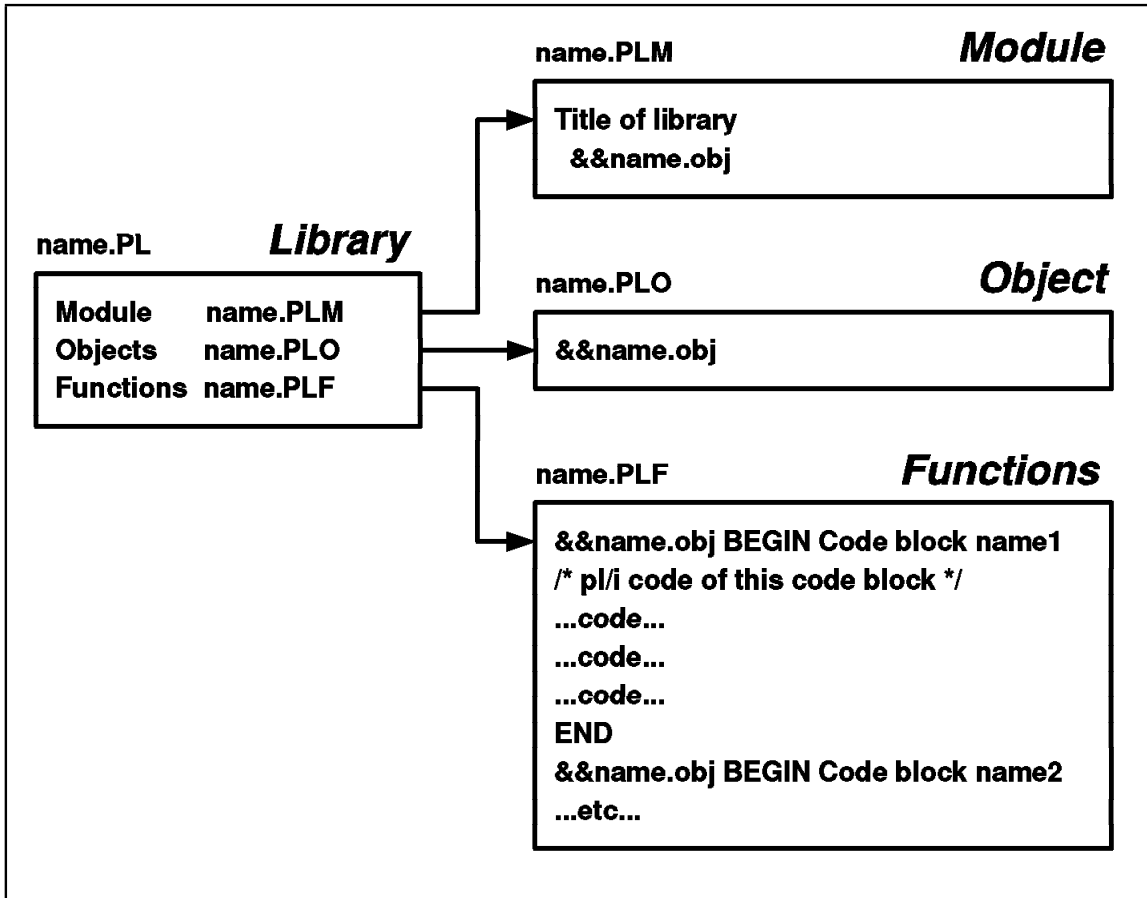 name.PLM Module
Title of library
&&name.obj
name.PL Library
Module name.PLM
Objects name.PLO
Functions name.PLF
name.PLO Object
&&name.obj
name.PLF Functions
&&name.obj BEGIN Code block name1
/* pl/i code of this code block */
...code...
...code...
...code...
END
&&name.obj BEGIN Code block name2
...etc...